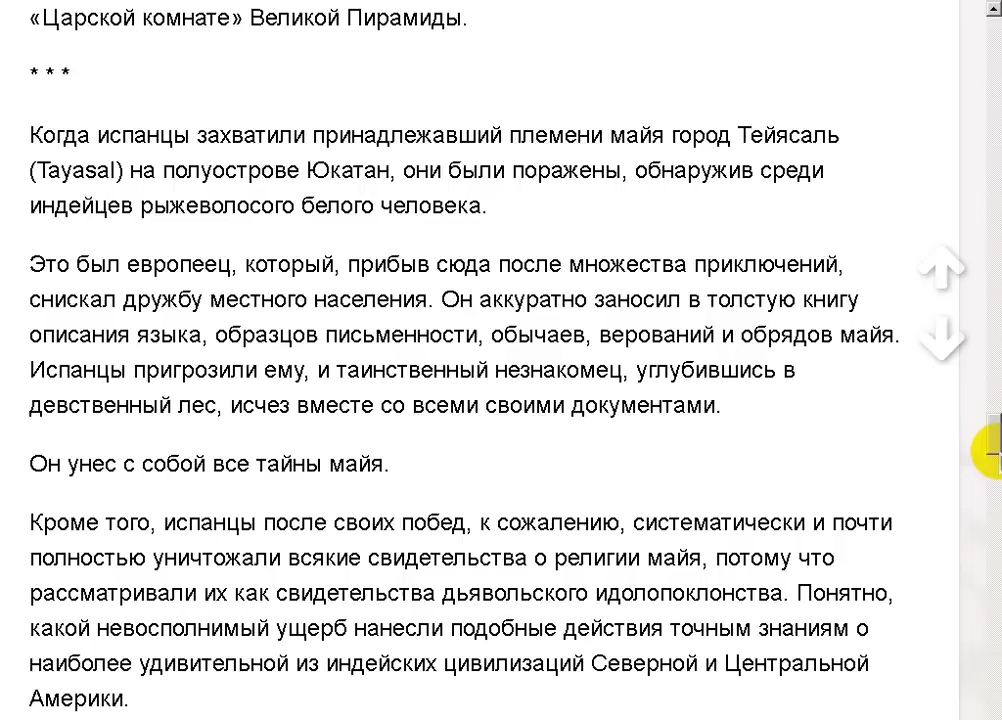 «Царской комнате» Великой Пирамиды.
* * *
Когда испанцы захватили принадлежавший племени майя город Тейясаль
(Tayasal) на полуострове Юкатан, они были поражены, обнаружив среди
индейцев рыжеволосого белого человека.
Это был европеец, который, прибыв сюда после множества приключений,
снискал дружбу местного населения. Он аккуратно заносил в толстую книгу
описания языка, образцов письменности, обычаев, верований и обрядов майя.
Испанцы пригрозили ему, и таинственный незнакомец, углубившись в
девственный лес, исчез вместе со всеми своими документами.
Он унес с собой все тайны майя.
Кроме того, испанцы после своих побед, к сожалению, систематически и почти
полностью уничтожали всякие свидетельства о религии майя, потому что
рассматривали их как свидетельства дьявольского идолопоклонства. Понятно,
какой невосполнимый ущерб нанесли подобные действия точным знаниям о
наиболее удивительной из индейских цивилизаций Северной и Центральной
Америки.